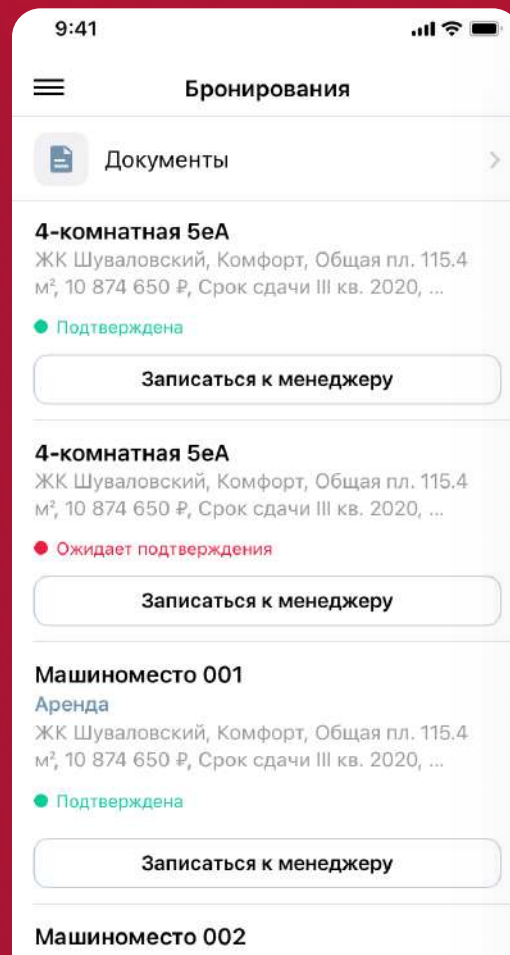 9:41
Бронирования
Документы
4-комнатная 5еА
ЖК Шуваловский, Комфорт, Общая пл. 115.4
м², 10 874 650 ₽, Срок сдачи III кв. 2020, ...
Подтверждена
Записаться к менеджеру
4-комнатная 5еА
ЖК Шуваловский, Комфорт, Общая пл. 115.4
м², 10 874 650 ₽, Срок сдачи III кв. 2020, ...
Ожидает подтверждения
Записаться к менеджеру
Машиноместо 001
Аренда
ЖК Шуваловский, Комфорт, Общая пл. 115.4
м², 10 874 650 ₽, Срок сдачи III кв. 2020, ...
Подтверждена
Записаться к менеджеру
Машиноместо 002